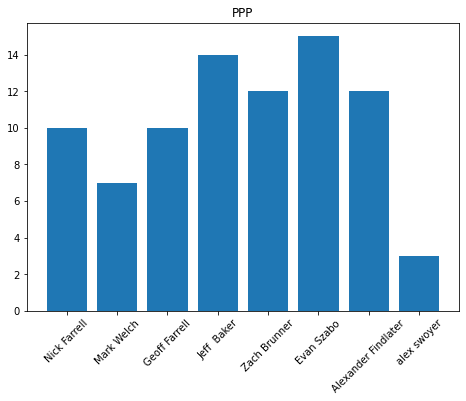 PPP
14
12
10
8
6
4
2
0
Nick Farrell
Mark Welch
Geoff Farrell
Jeff  Baker
Zach Brunner
Evan Szabo
Alexander Findlater
alex swoyer